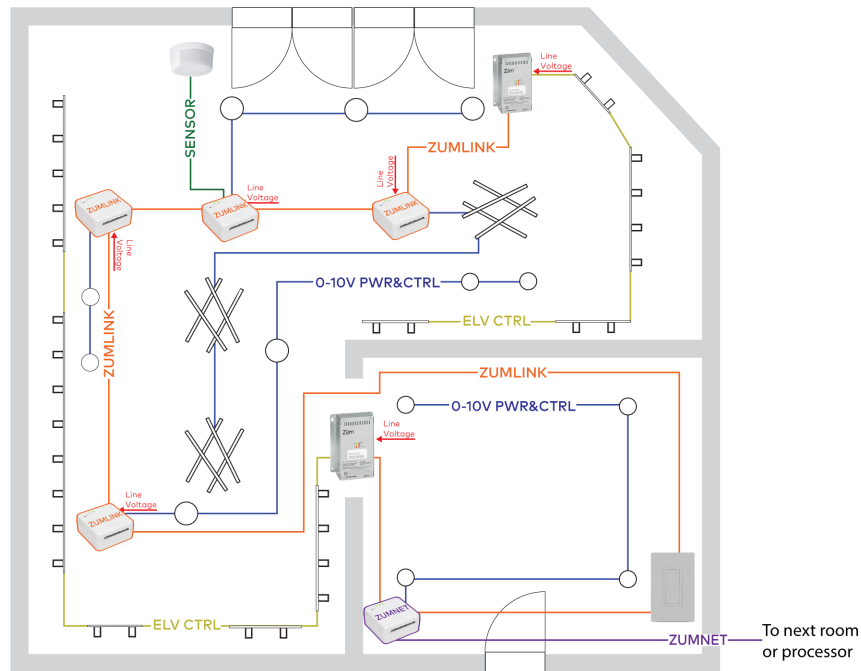 Line
Voltage
Züm
SENSOR
ZUMLINK
Line
Voltage
Line
Voltage
ZUMLINK
ZUMLINK
ZUMLINK
Line
Voltage
0-10V PWR&CTRL
ELV CTRL
ZUMLINK
ZUMLINK
0-10V PWR&CTRL
Züm
Line
Voltage
Line
Voltage
ZUMLINK
ELV CTRL
ZUMNET
ZUMNET
To next room
or processor